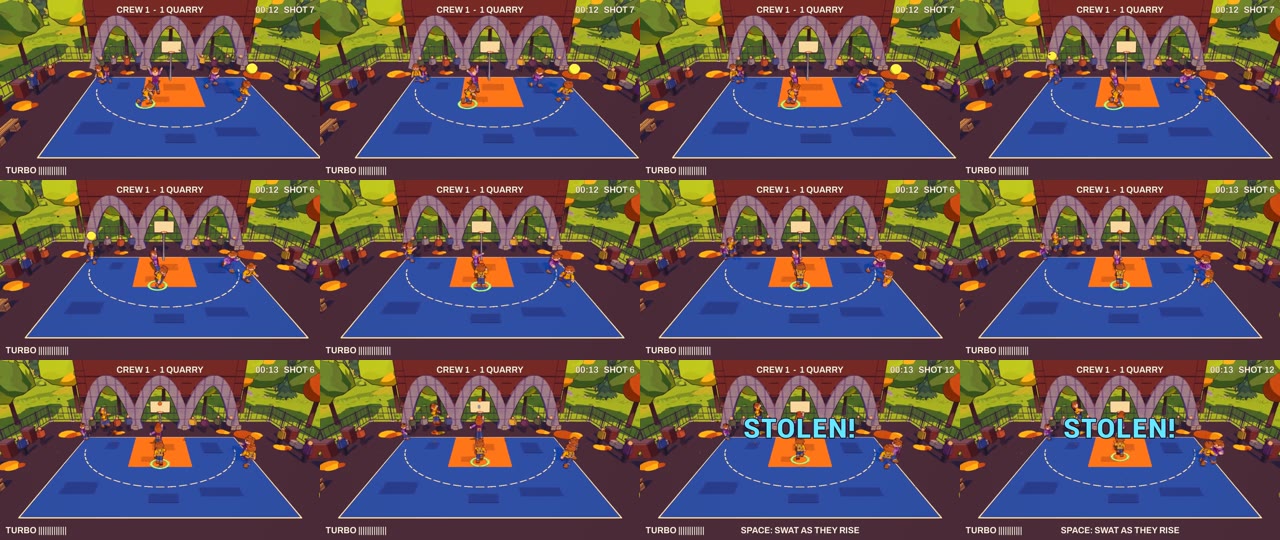 CREW 1 - 1 QUARRY 00:12 SHOT 7
CREW 1 - 1 QUARRY 00:12 SHOT 7
CREW 1 - 1 QUARRY 00:12 SHOT 7
CREW 1 - 1 QUARRY 00:12 SHOT 7
TURBO
TURBO
TURBO
TURBO
CREW 1 - 1 QUARRY 00:12 SHOT 6
CREW 1 - 1 QUARRY 00:12 SHOT 6
CREW 1 - 1 QUARRY 00:12 SHOT 6
CREW 1 - 1 QUARRY 00:13 SHOT 6
TURBO
TURBO
TURBO
TURBO
CREW 1 - 1 QUARRY 00:13 SHOT 6
CREW 1 - 1 QUARRY 00:13 SHOT 6
CREW 1 - 1 QUARRY 00:13 SHOT 12
CREW 1 - 1 QUARRY 00:13 SHOT 12
STOLEN!
STOLEN!
TURBO
TURBO
TURBO SPACE: SWAT AS THEY RISE
TURBO SPACE: SWAT AS THEY RISE